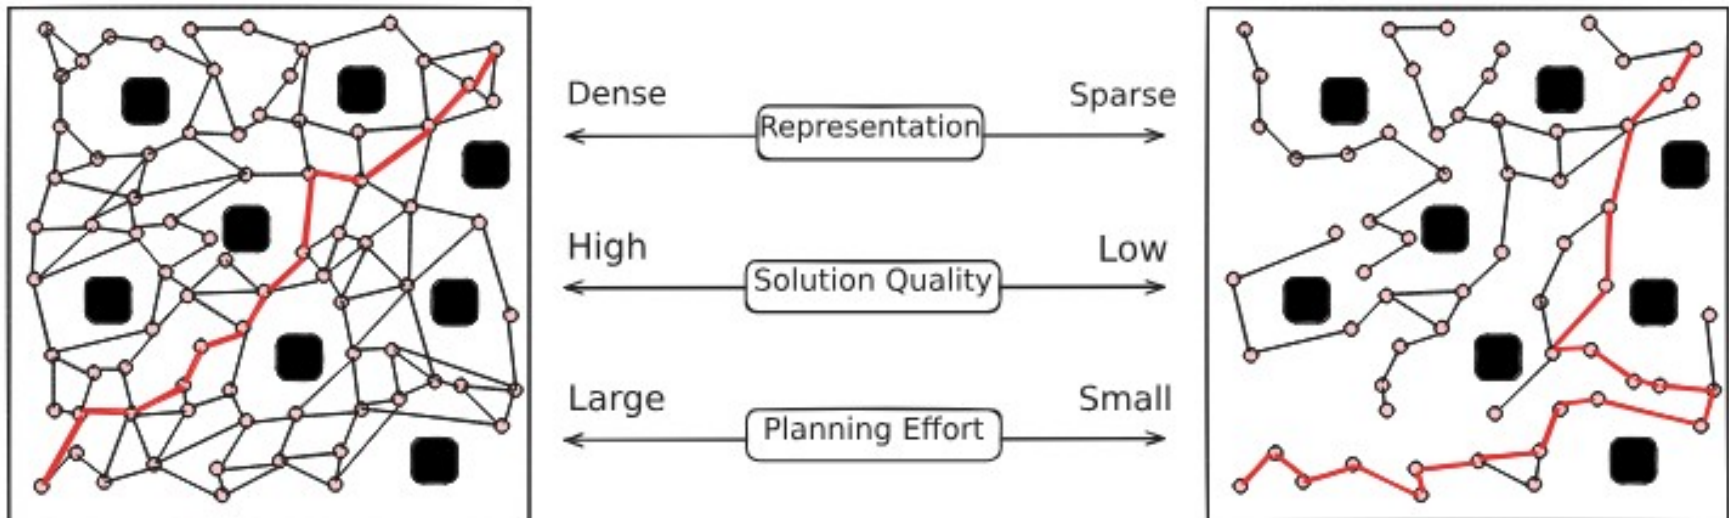 Dense
Sparse
Representation
High
Low
Solution Quality
Large
Small
Planning Effort